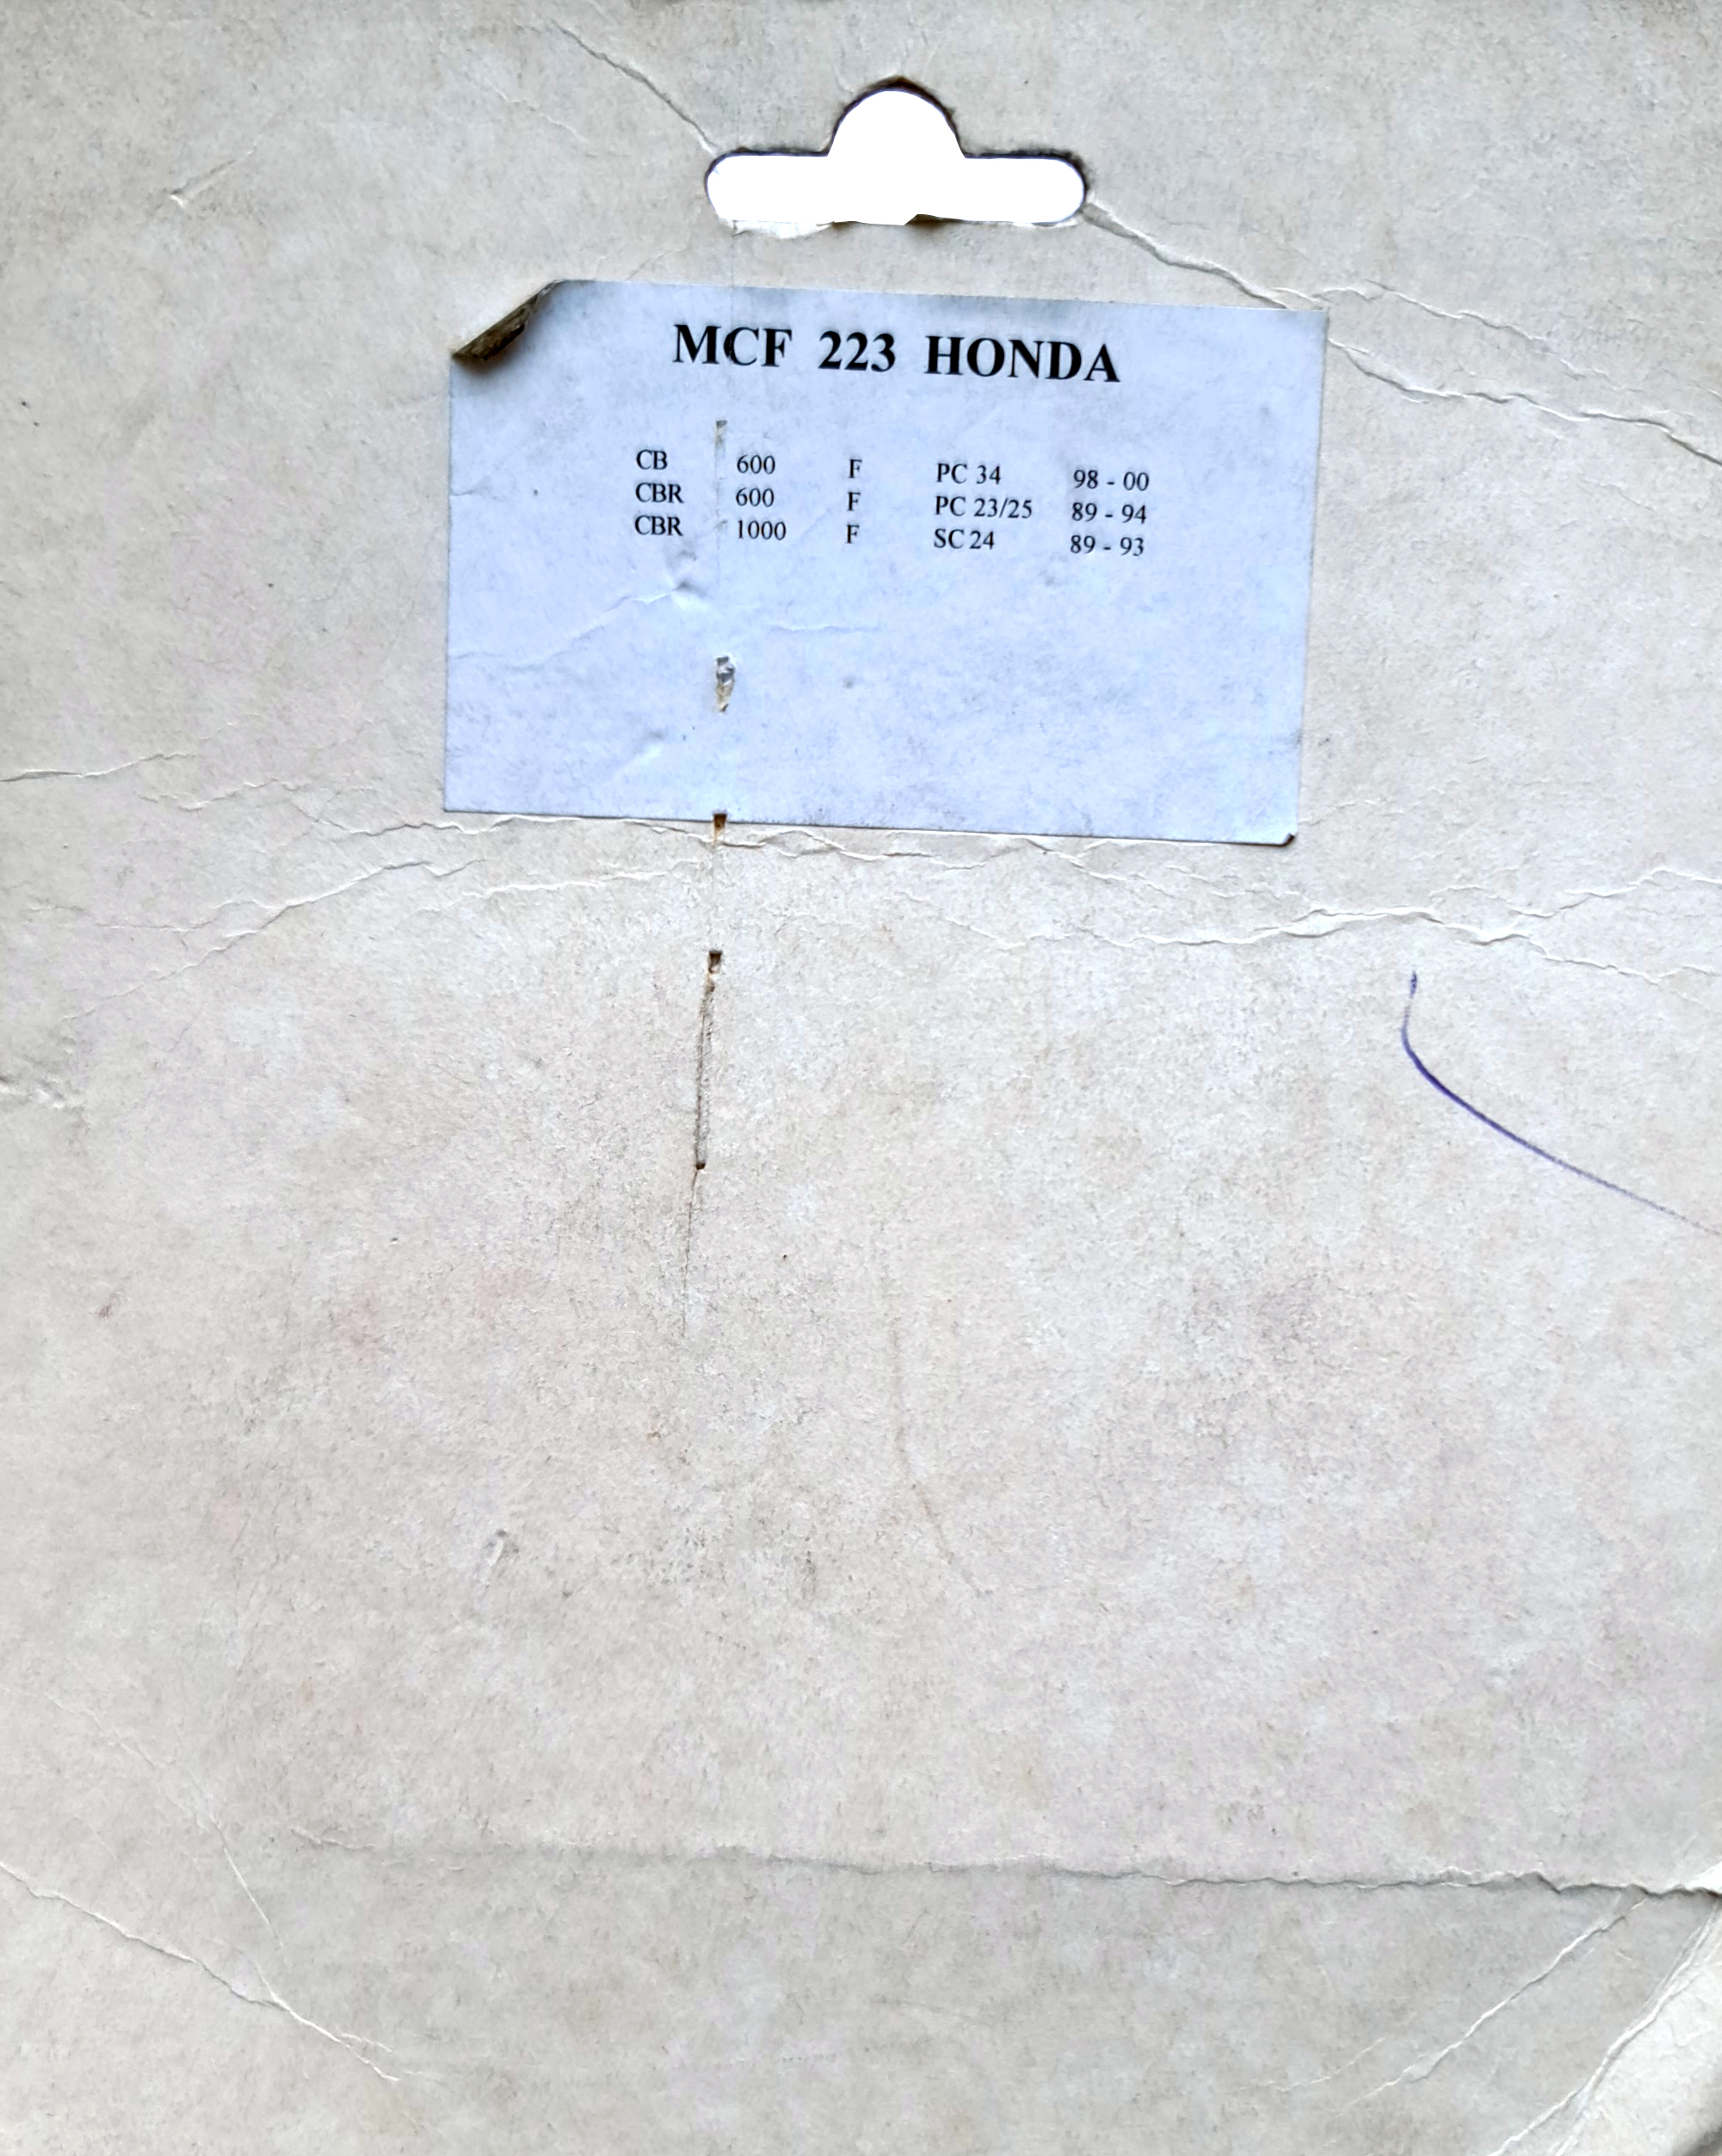 MCF 223 HONDA
CB 600 F PC 34 98 - 00
CBR 600 F PC 23/25 89 - 94
CBR 1000 F SC 24 89 - 93